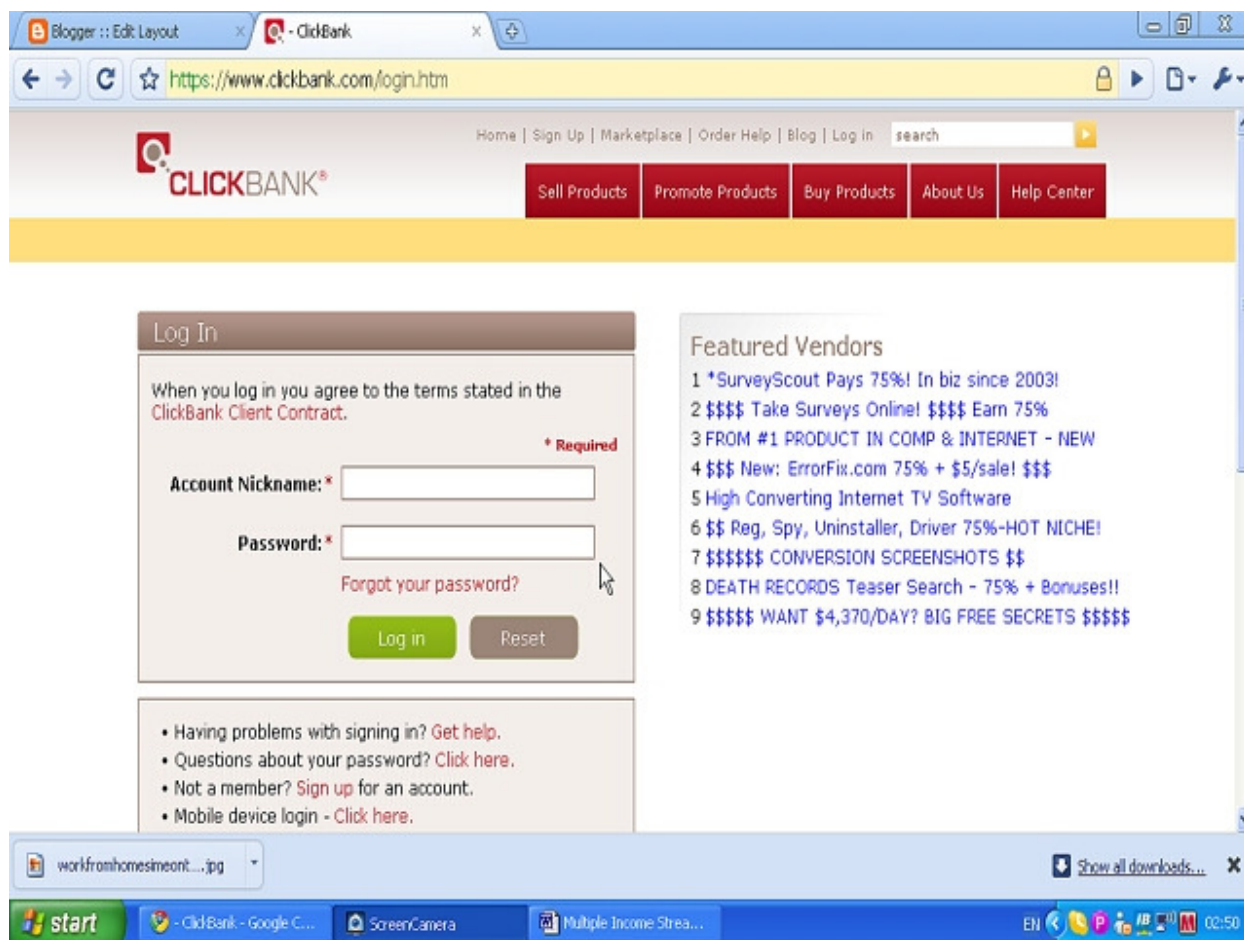 Blogger :: Edit Layout
- ClickBank
https://www.clickbank.com/login.htm
Home | Sign Up | Marketplace | Order Help | Blog | Log in
search
CLICKBANK®
Sell Products
Promote Products
Buy Products
About Us
Help Center
Log In
When you log in you agree to the terms stated in the
ClickBank Client Contract.
* Required
Account Nickname:*
Password:*
Forgot your password?
Log in
Reset
• Having problems with signing in? Get help.
• Questions about your password? Click here.
• Not a member? Sign up for an account.
• Mobile device login - Click here.
Featured Vendors
1 *SurveyScout Pays 75%! In biz since 2003!
2 $$$$ Take Surveys Online! $$$$ Earn 75%
3 FROM #1 PRODUCT IN COMP & INTERNET - NEW
4 $$$ New: ErrorFix.com 75% + $5/sale! $$$
5 High Converting Internet TV Software
6 $$ Reg, Spy, Uninstaller, Driver 75%-HOT NICHE!
7 $$$$$$ CONVERSION SCREENSHOTS $$
8 DEATH RECORDS Teaser Search - 75% + Bonuses!!
9 $$$$$ WANT $4,370/DAY? BIG FREE SECRETS $$$$$
workfromhomesimeont....jpg
Show all downloads...
start
- ClickBank - Google C...
ScreenCamera
Multiple Income Strea...
EN
02:50